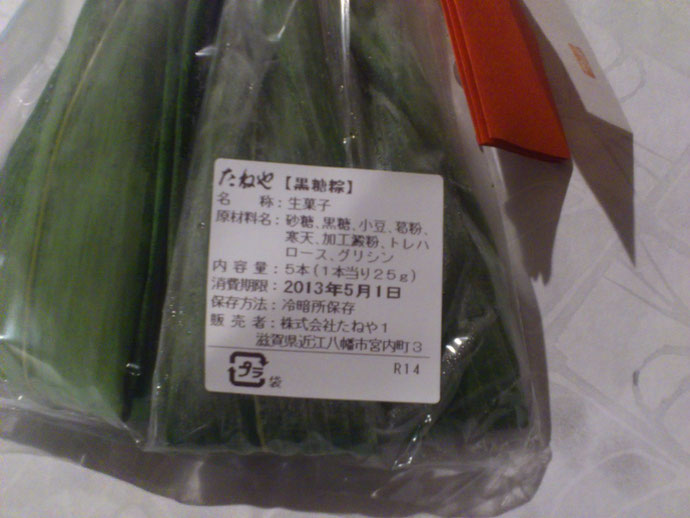 たねや【黒糖粽】
名　　称：生菓子
原材料名：砂糖、黒糖、小豆、葛粉、
寒天、加工澱粉、トレハ
ロース、グリシン
内 容 量：5本（1本当り25g）
消費期限：2013年5月1日
保存方法：冷暗所保存
販 売 者：株式会社たねや1
滋賀県近江八幡市宮内町3
プラ 袋
R14